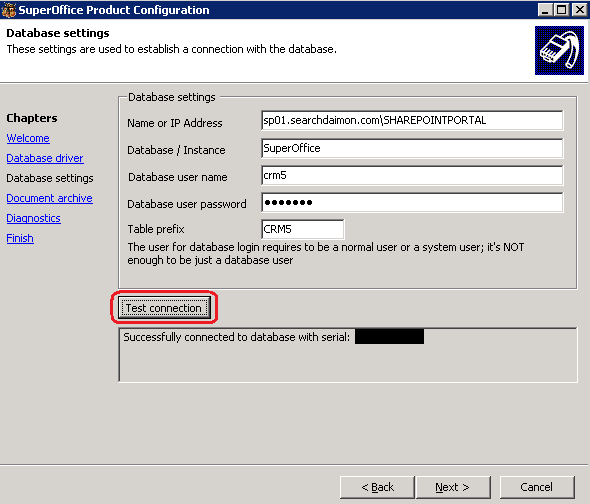 SuperOffice Product Configuration
Database settings
These settings are used to establish a connection with the database.
Chapters
Welcome
Database driver
Database settings
Document archive
Diagnostics
Finish
Database settings
Name or IP Address
sp01.searchdaimon.com\SHAREPOINTPORTAL
Database / Instance
SuperOffice
Database user name
crm5
Database user password
●●●●●●●
Table prefix
CRM5
The user for database login requires to be a normal user or a system user; it's NOT
enough to be just a database user
Test connection
Successfully connected to database with serial:
< Back
Next >
Cancel